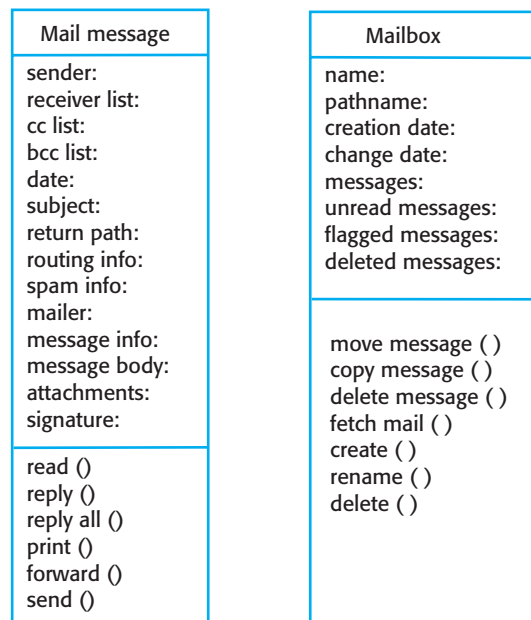 Mail message
sender:
receiver list:
cc list:
bcc list:
date:
subject:
return path:
routing info:
spam info:
mailer:
message info:
message body:
attachments:
signature:
read ()
reply ()
reply all ()
print ()
forward ()
send ()
Mailbox
name:
pathname:
creation date:
change date:
messages:
unread messages:
flagged messages:
deleted messages:
move message ( )
copy message ( )
delete message ( )
fetch mail ( )
create ( )
rename ( )
delete ( )